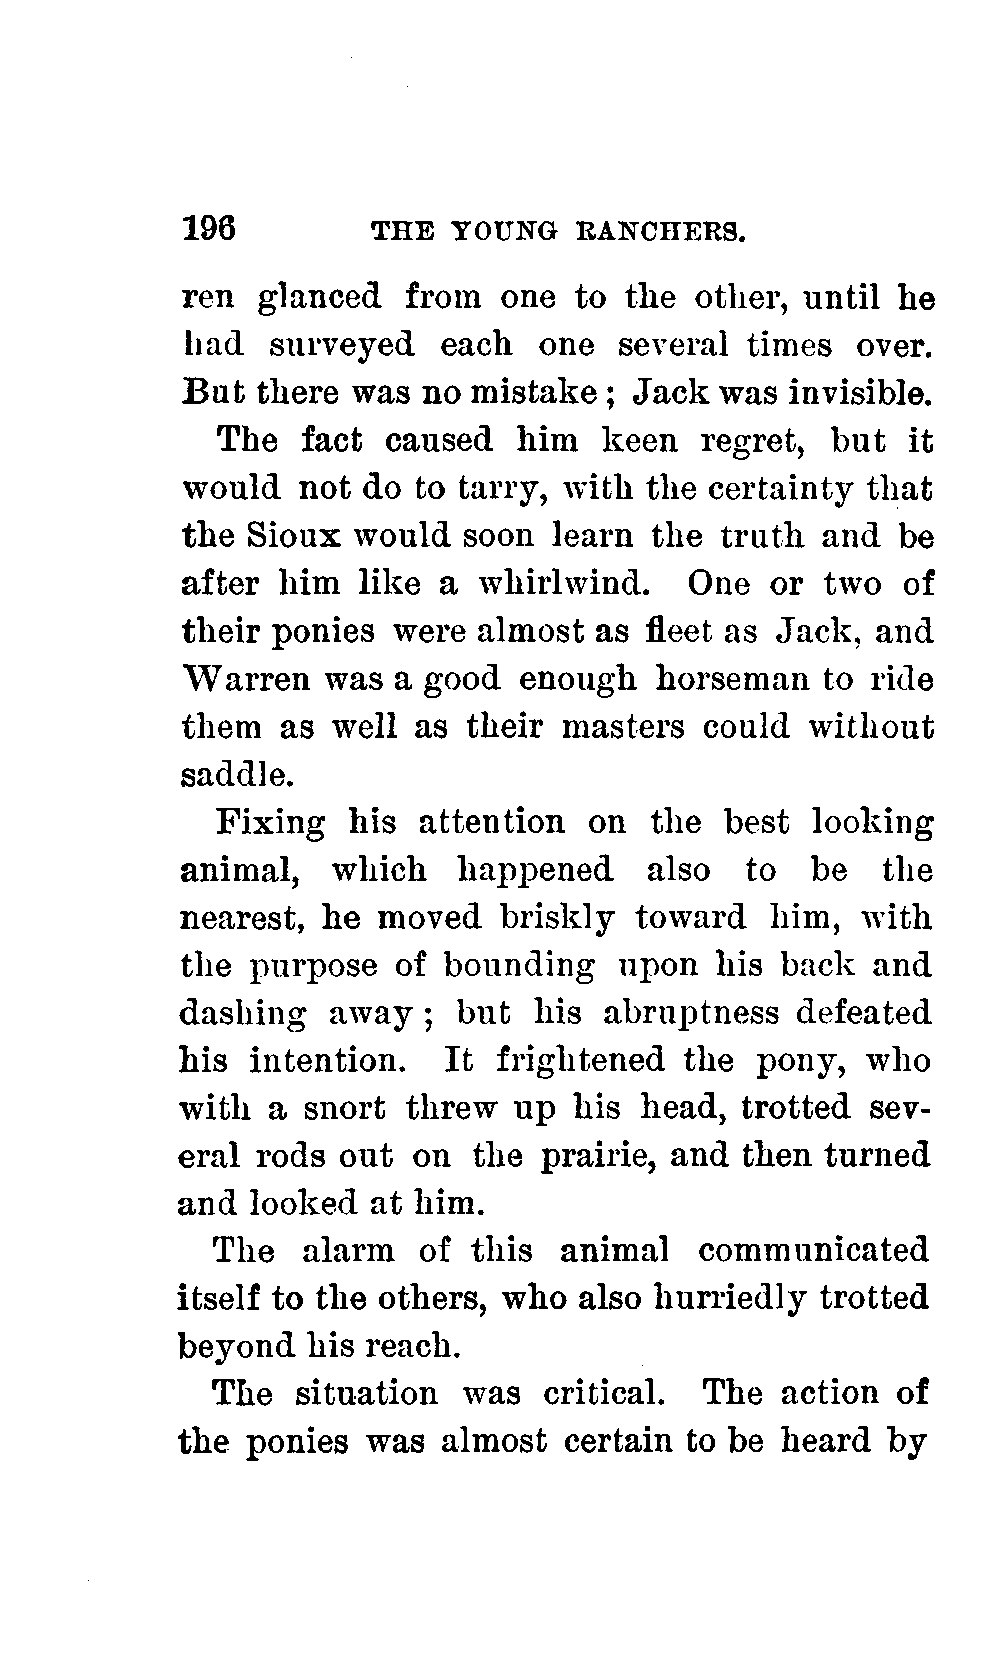 196 THE YOUNG RANCHERS.
ren glanced from one to the other, until he
had surveyed each one several times over.
But there was no mistake ; Jack was invisible.
The fact caused him keen regret, but it
would not do to tarry, with the certainty that
the Sioux would soon learn the truth and be
after him like a whirlwind. One or two of
their ponies were almost as fleet as Jack, and
Warren was a good enough horseman to ride
them as well as their masters could without
saddle.
Fixing his attention on the best looking
animal, which happened also to be the
nearest, he moved briskly toward him, with
the purpose of bounding upon his back and
dashing away ; but his abruptness defeated
his intention. It frightened the pony, who
with a snort threw up his head, trotted sev-
eral rods out on the prairie, and then turned
and looked at him.
The alarm of this animal communicated
itself to the others, who also hurriedly trotted
beyond his reach.
The situation was critical. The action of
the ponies was almost certain to be heard by